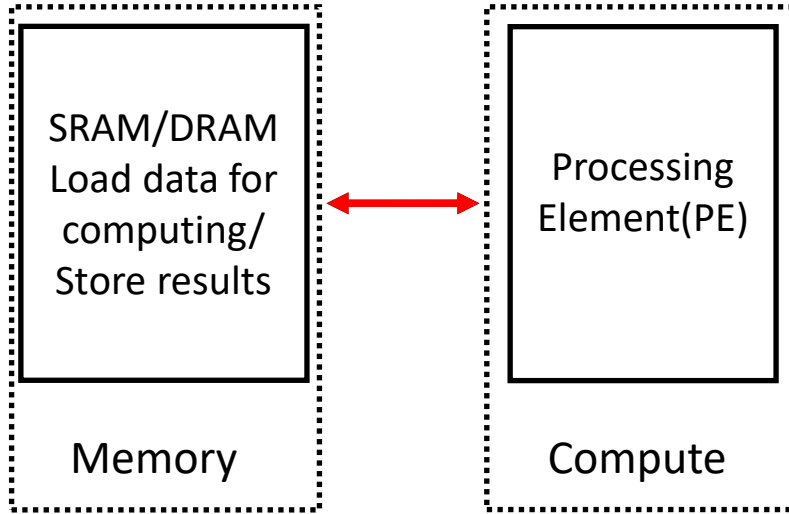 SRAM/DRAM
Load data for
computing/
Store results
Memory
Processing
Element(PE)
Compute